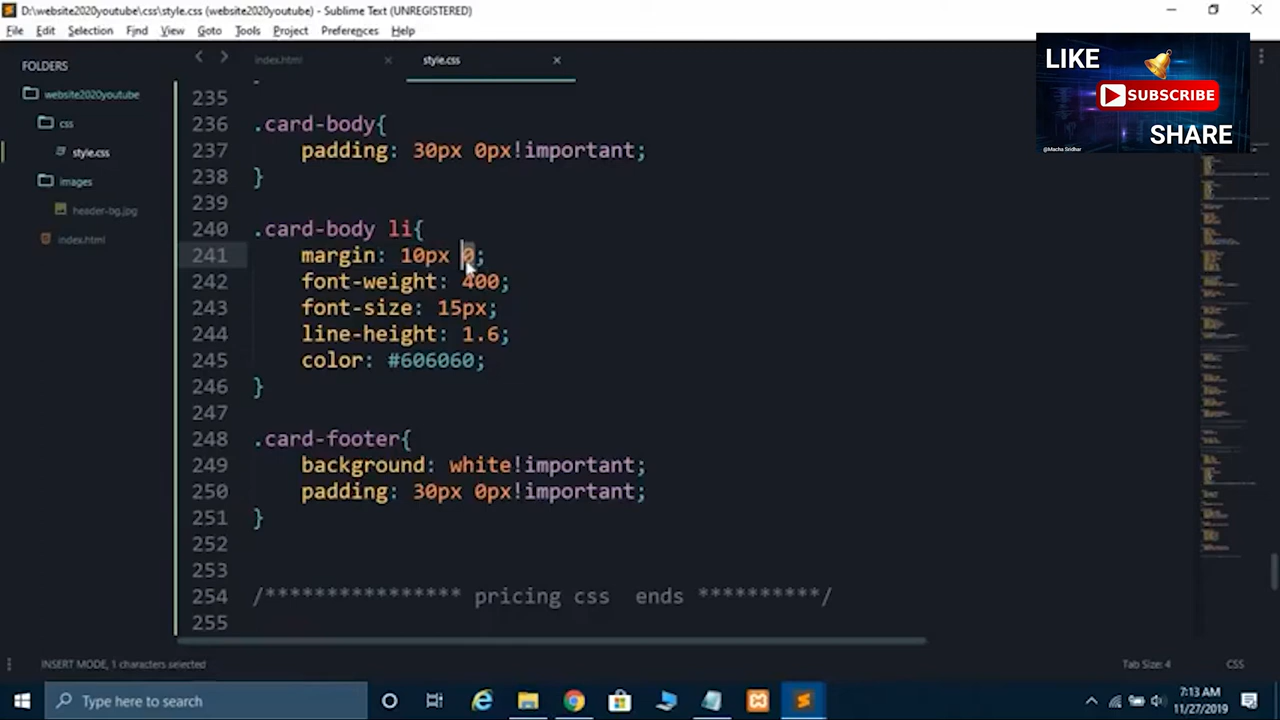 D:\website2020youtube\css\style.css (website2020youtube) - Sublime Text (UNREGISTERED)
File Edit Selection Find View Goto Tools Project Preferences Help
FOLDERS
website2020youtube
css
style.css
images
header-bg.jpg
index.html
index.html
style.css
235
236 .card-body{
237 padding: 30px 0px!important;
238 }
239
240 .card-body li{
241 margin: 10px 0;
242 font-weight: 400;
243 font-size: 15px;
244 line-height: 1.6;
245 color: #606060;
246 }
247
248 .card-footer{
249 background: white!important;
250 padding: 30px 0px!important;
251 }
252
253
254 /**************** pricing css  ends **********/
255
LIKE
SUBSCRIBE
SHARE
@Macha Sridhar
INSERT MODE, 1 characters selected
Tab Size: 4
CSS
Type here to search
7:13 AM
11/27/2019